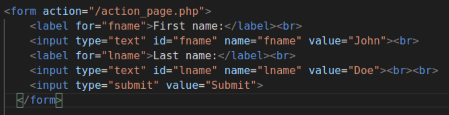 <form action="/action_page.php">
<label for="fname">First name:</label><br>
<input type="text" id="fname" name="fname" value="John"><br>
<label for="lname">Last name:</label><br>
<input type="text" id="lname" name="lname" value="Doe"><br><br>
<input type="submit" value="Submit">
</form>